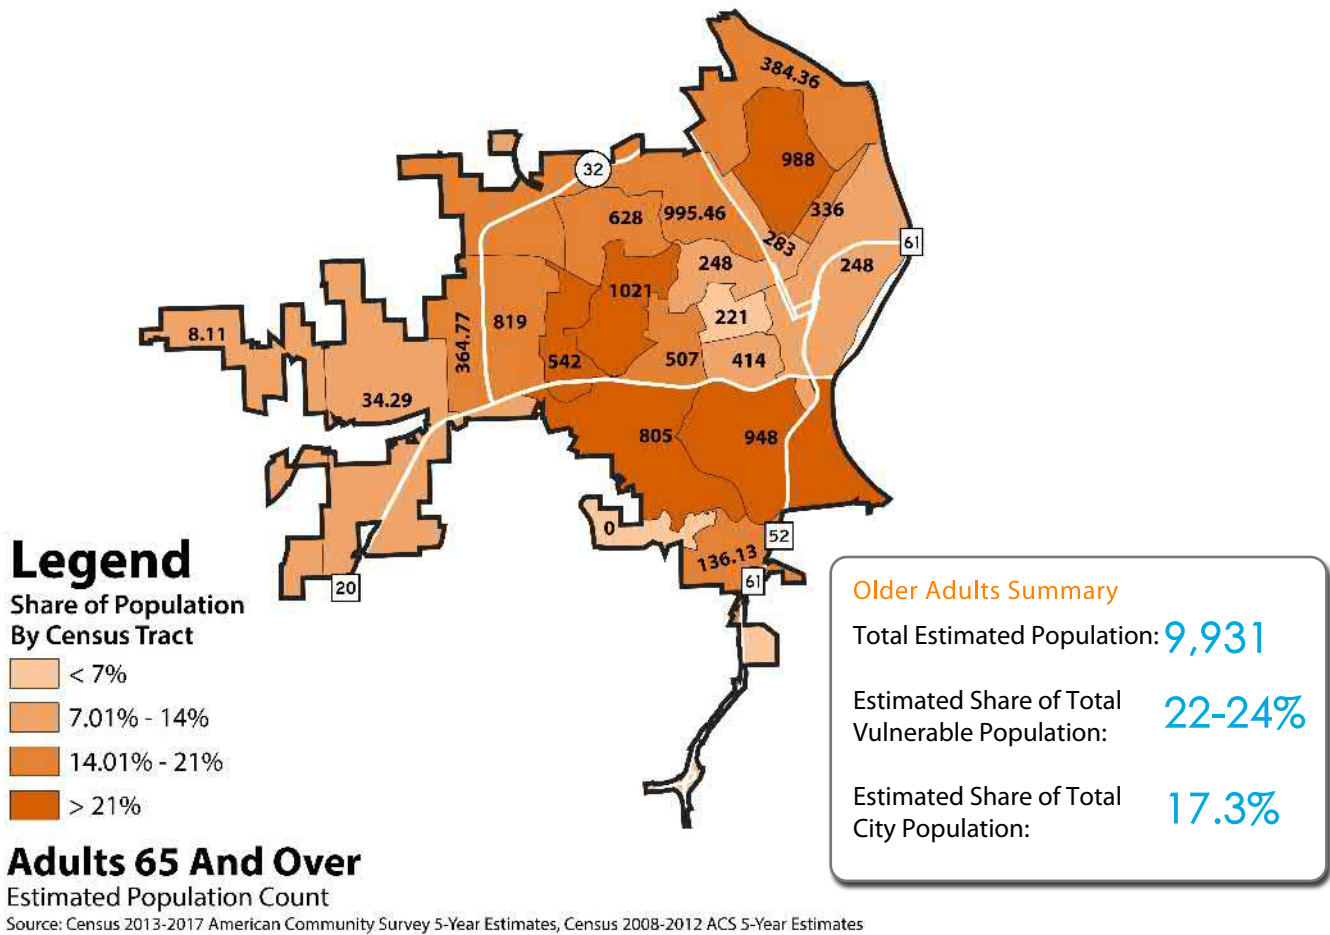 384.36
988
32
336
628
995.46
283
61
248
248
1021
221
8.11
819
364.77
542
507
414
34.29
805
948
0
52
136.13
61
20
Legend
Share of Population
By Census Tract
< 7%
7.01% - 14%
14.01% - 21%
> 21%
Older Adults Summary
Total Estimated Population: 9,931
Estimated Share of Total
Vulnerable Population:
22-24%
Estimated Share of Total
City Population:
17.3%
Adults 65 And Over
Estimated Population Count
Source: Census 2013-2017 American Community Survey 5-Year Estimates, Census 2008-2012 ACS 5-Year Estimates